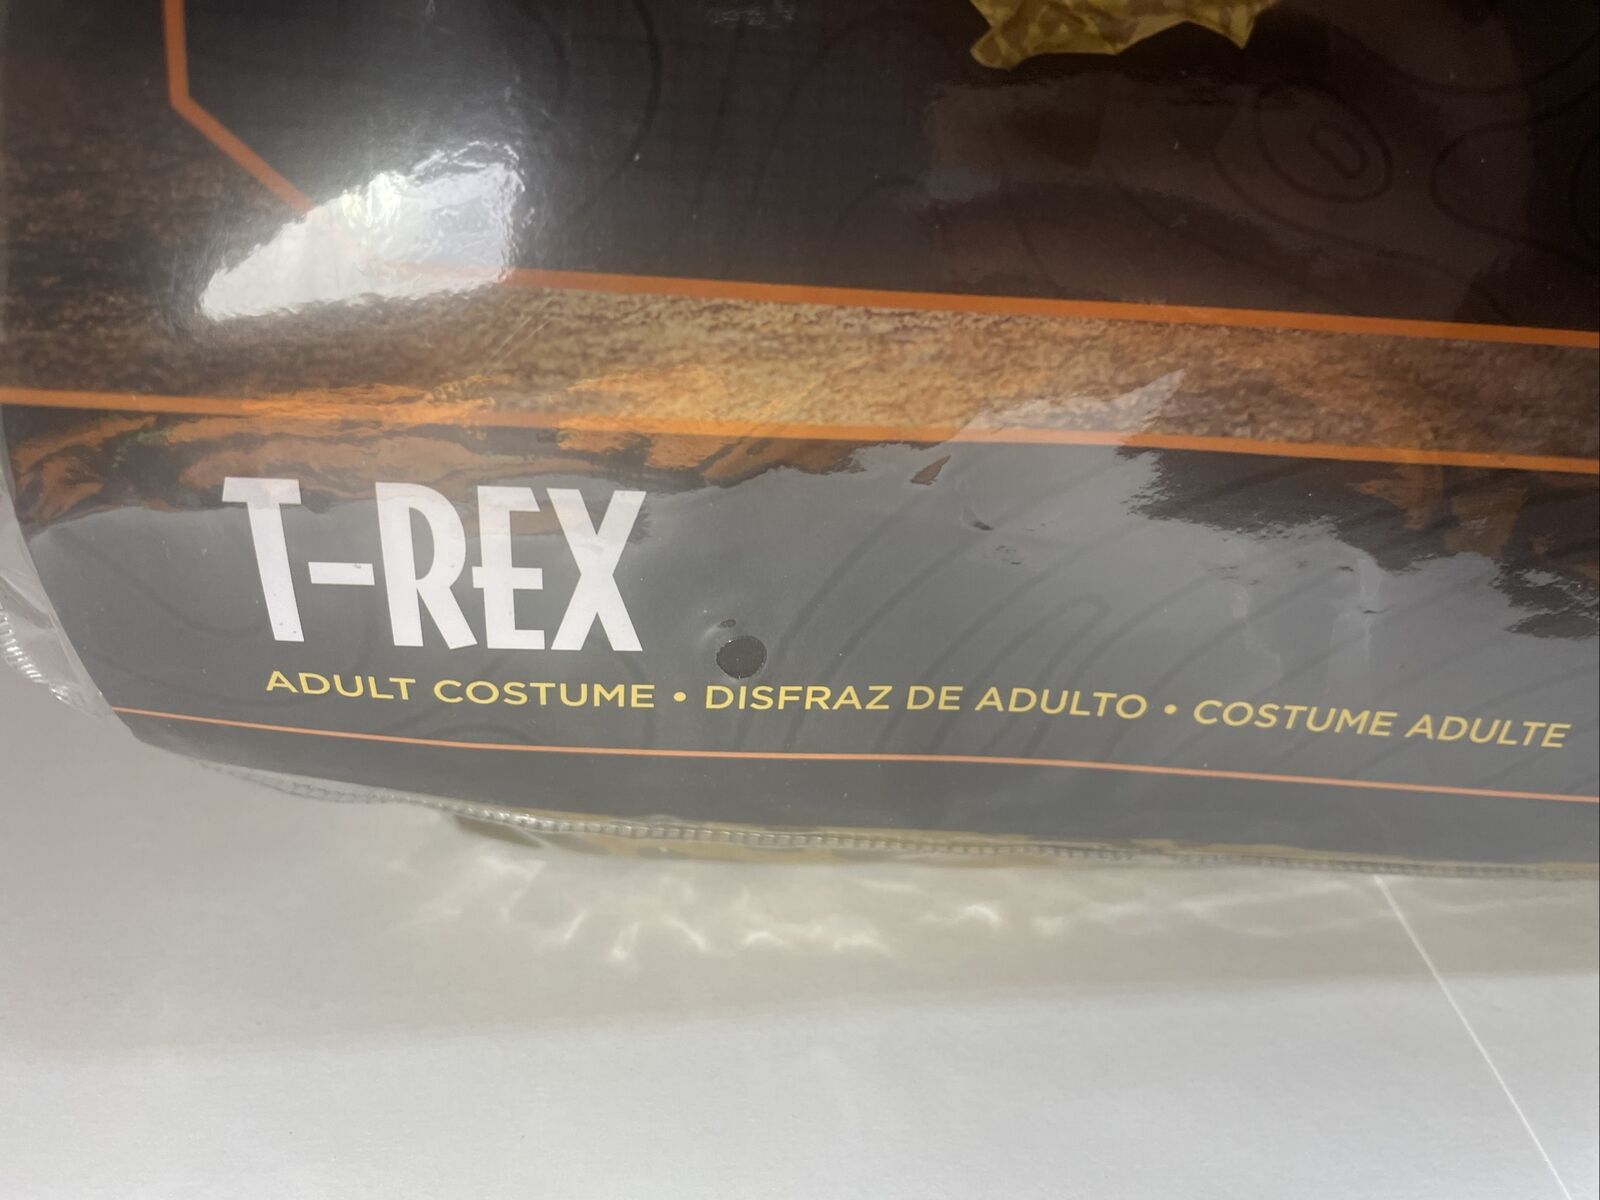 T-REX
ADULT COSTUME • DISFRAZ DE ADULTO • COSTUME ADULTE